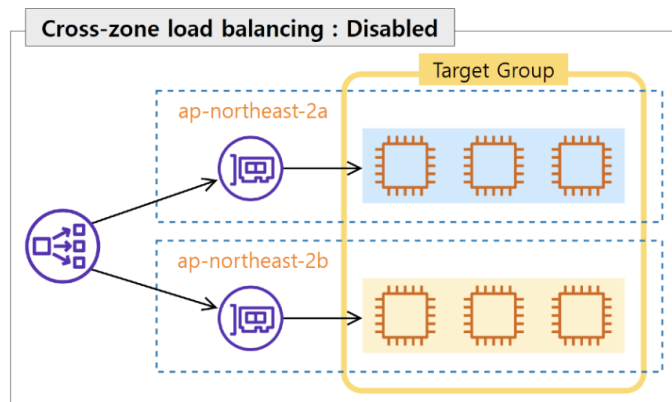 Cross-zone load balancing : Disabled
Target Group
ap-northeast-2a
ap-northeast-2b